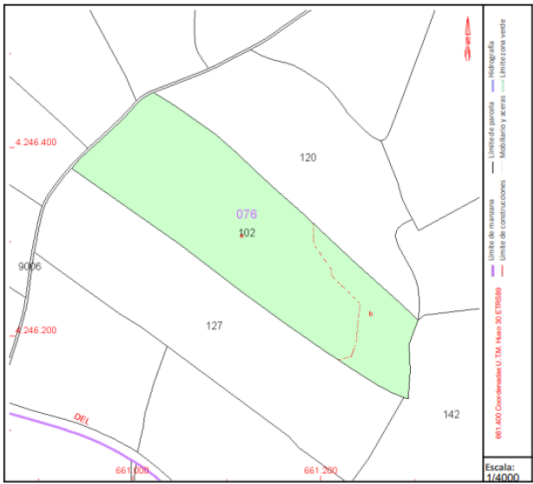 4.246.400
120
076
102
9006
127
4.246.200
b
DEL
142
661.000
661.200
Hidrografía
Límite zona verde
Límite de parcela
Mobiliario y aceras
Límite de manzana
Límite de construcciones
661.400 Coordenadas U.T.M. Huso 30 ETRS89
Escala:
1/4000